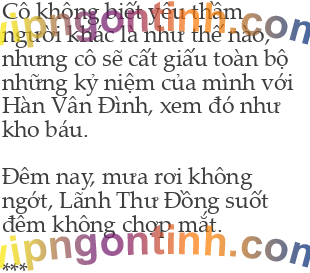 Cô không biết yêu thầm
người khác là như thế nào,
nhưng cô sẽ cất giấu toàn bộ
những kỷ niệm của mình với
Hàn Vân Đình, xem đó như
kho báu.
Đêm nay, mưa rơi không
ngớt, Lãnh Thư Đồng suốt
đêm không chợp mắt.
***
vipngontinh.com
vipngontinh.com